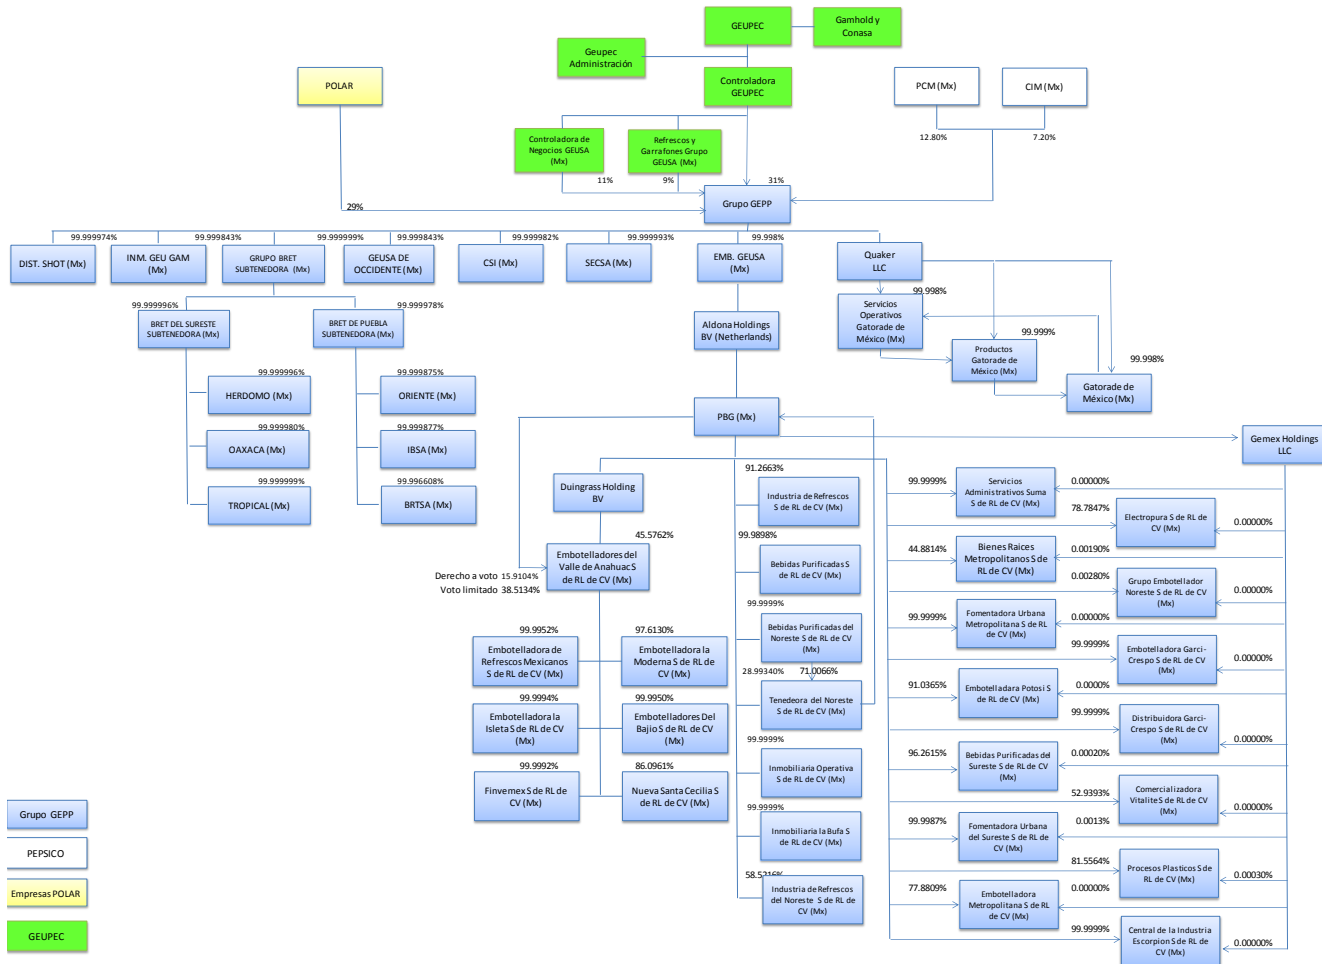 GEUPEC
Gamhold y
Conasa
Geupec
Administración
POLAR
Controladora
GEUPEC
PCM (Mx)
CIM (Mx)
12.80%
7.20%
Controladora de
Negocios GEUSA
(Mx)
Refrescos y
Garrafones Grupo
GEUSA (Mx)
11%
9%
31%
29%
Grupo GEPP
99.999974%
99.999843%
99.999999%
99.999843%
99.999982%
99.999993%
99.998%
DIST. SHOT (Mx)
INM. GEU GAM
(Mx)
GRUPO BRET
SUBTENEDORA (Mx)
GEUSA DE
OCCIDENTE (Mx)
CSI (Mx)
SECSA (Mx)
EMB. GEUSA
(Mx)
Quaker
LLC
99.999996%
99.999978%
BRET DEL SURESTE
SUBTENEDORA (Mx)
BRET DE PUEBLA
SUBTENEDORA (Mx)
Aldona Holdings
BV (Netherlands)
99.998%
Servicios
Operativos
Gatorade de
México (Mx)
99.999%
Productos
Gatorade de
México (Mx)
99.998%
Gatorade de
México (Mx)
99.999996%
HERDOMO (Mx)
99.999875%
ORIENTE (Mx)
99.999980%
OAXACA (Mx)
99.999877%
IBSA (Mx)
99.999999%
TROPICAL (Mx)
99.996608%
BRTSA (Mx)
PBG (Mx)
Gemex Holdings
LLC
Duingrass Holding
BV
45.5762%
Embotelladores del
Valle de Anahuac S
de RL de CV (Mx)
Derecho a voto 15.9104%
Voto limitado 38.5134%
99.9952%
Embotelladora de
Refrescos Mexicanos
S de RL de CV (Mx)
97.6130%
Embotelladora la
Moderna S de RL de
CV (Mx)
99.9994%
Embotelladora la
Isleta S de RL de CV
(Mx)
99.9950%
Embotelladores Del
Bajio S de RL de CV
(Mx)
99.9992%
Finvemex S de RL de
CV (Mx)
86.0961%
Nueva Santa Cecilia S
de RL de CV (Mx)
91.2663%
Industria de Refrescos
S de RL de CV (Mx)
99.9898%
Bebidas Purificadas S
de RL de CV (Mx)
99.9999%
Bebidas Purificadas del
Noreste S de RL de CV
(Mx)
28.99340%
71.0066%
Tenedora del Noreste
S de RL de CV (Mx)
99.9999%
Inmobiliaria Operativa
S de RL de CV (Mx)
99.9999%
Inmobiliaria la Bufa S
de RL de CV (Mx)
58.5216%
Industria de Refrescos
del Noreste S de RL de
CV (Mx)
99.9999%
Servicios
Administrativos Suma
S de RL de CV (Mx)
0.00000%
78.7847%
Electropura S de RL de
CV (Mx)
0.00000%
44.8814%
Bienes Raices
Metropolitanos S de
RL de CV (Mx)
0.00190%
0.00280%
Grupo Embotellador
Noreste S de RL de CV
(Mx)
0.00000%
99.9999%
Fomentadora Urbana
Metropolitana S de RL
de CV (Mx)
0.00000%
99.9999%
Embotelladora Garci-
Crespo S de RL de CV
(Mx)
0.00000%
91.0365%
Embotelladara Potosi S
de RL de CV (Mx)
0.0000%
99.9999%
Distribuidora Garci-
Crespo S de RL de CV
(Mx)
0.00000%
96.2615%
Bebidas Purificadas del
Sureste S de RL de CV
(Mx)
0.00020%
52.9393%
Comercializadora
Vitalite S de RL de CV
(Mx)
0.00000%
99.9987%
Fomentadora Urbana
del Sureste S de RL de
CV (Mx)
0.0013%
81.5564%
Procesos Plasticos S de
RL de CV (Mx)
0.00030%
77.8809%
Embotelladora
Metropolitana S de RL
de CV (Mx)
0.00000%
99.9999%
Central de la Industria
Escorpion S de RL de
CV (Mx)
0.00000%
Grupo GEPP
PEPSICO
Empresas POLAR
GEUPEC